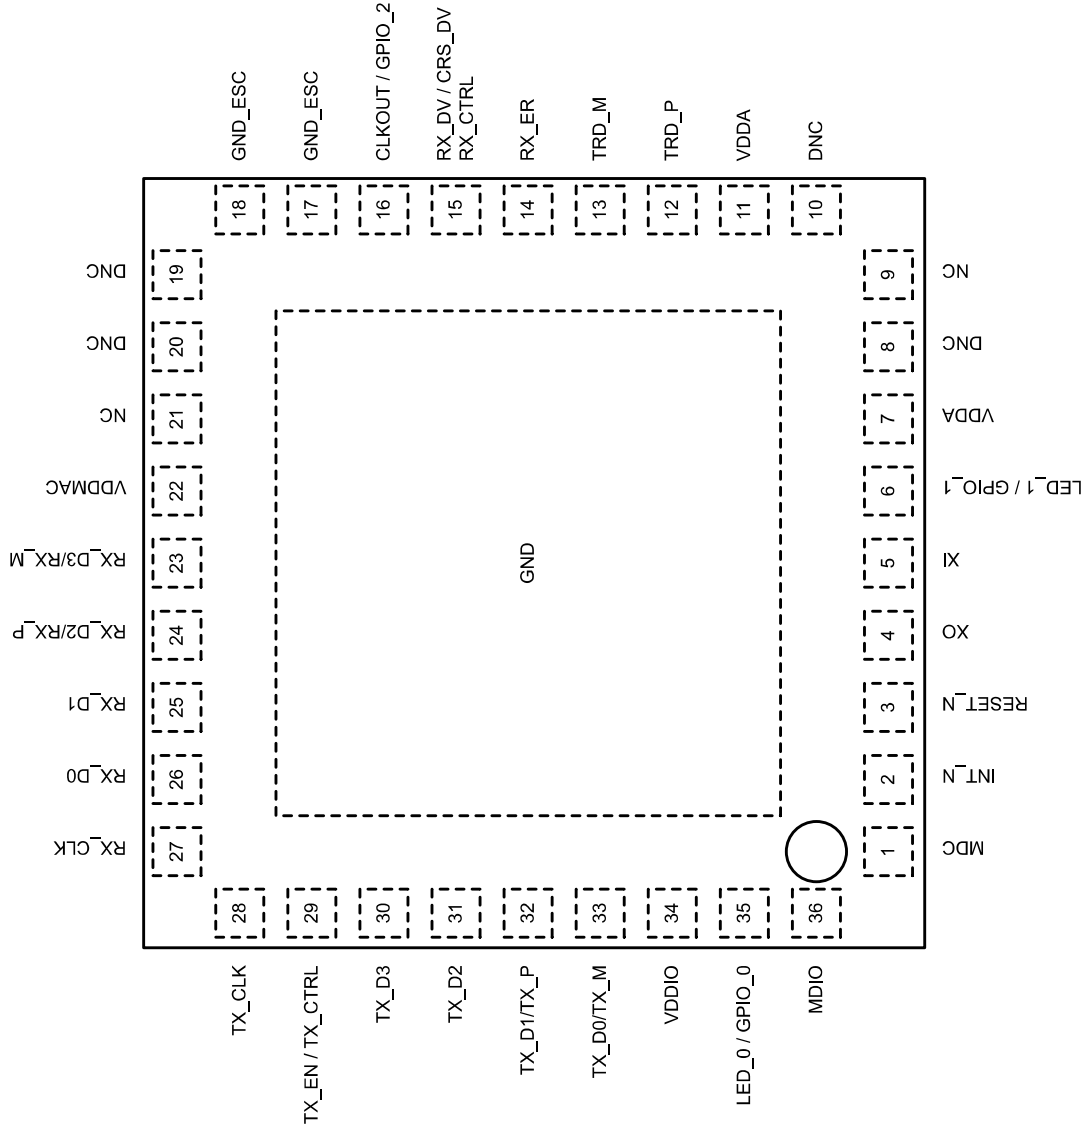 GND_ESC
GND_ESC
CLKOUT / GPIO_2
RX_DV / CRS_DV
RX_CTRL
RX_ER
TRD_M
TRD_P
VDDA
DNC
18
17
16
15
14
13
12
11
10
DNC
19
9
NC
DNC
20
8
DNC
NC
21
7
VDDA
VDDMAC
22
6
LED_1 / GPIO_1
RX_D3/RX_M
23
GND
5
XI
RX_D2/RX_P
24
4
XO
RX_D1
25
3
RESET_N
RX_D0
26
2
INT_N
RX_CLK
27
1
MDC
28
29
30
31
32
33
34
35
36
TX_CLK
TX_EN / TX_CTRL
TX_D3
TX_D2
TX_D1/TX_P
TX_D0/TX_M
VDDIO
LED_0 / GPIO_0
MDIO